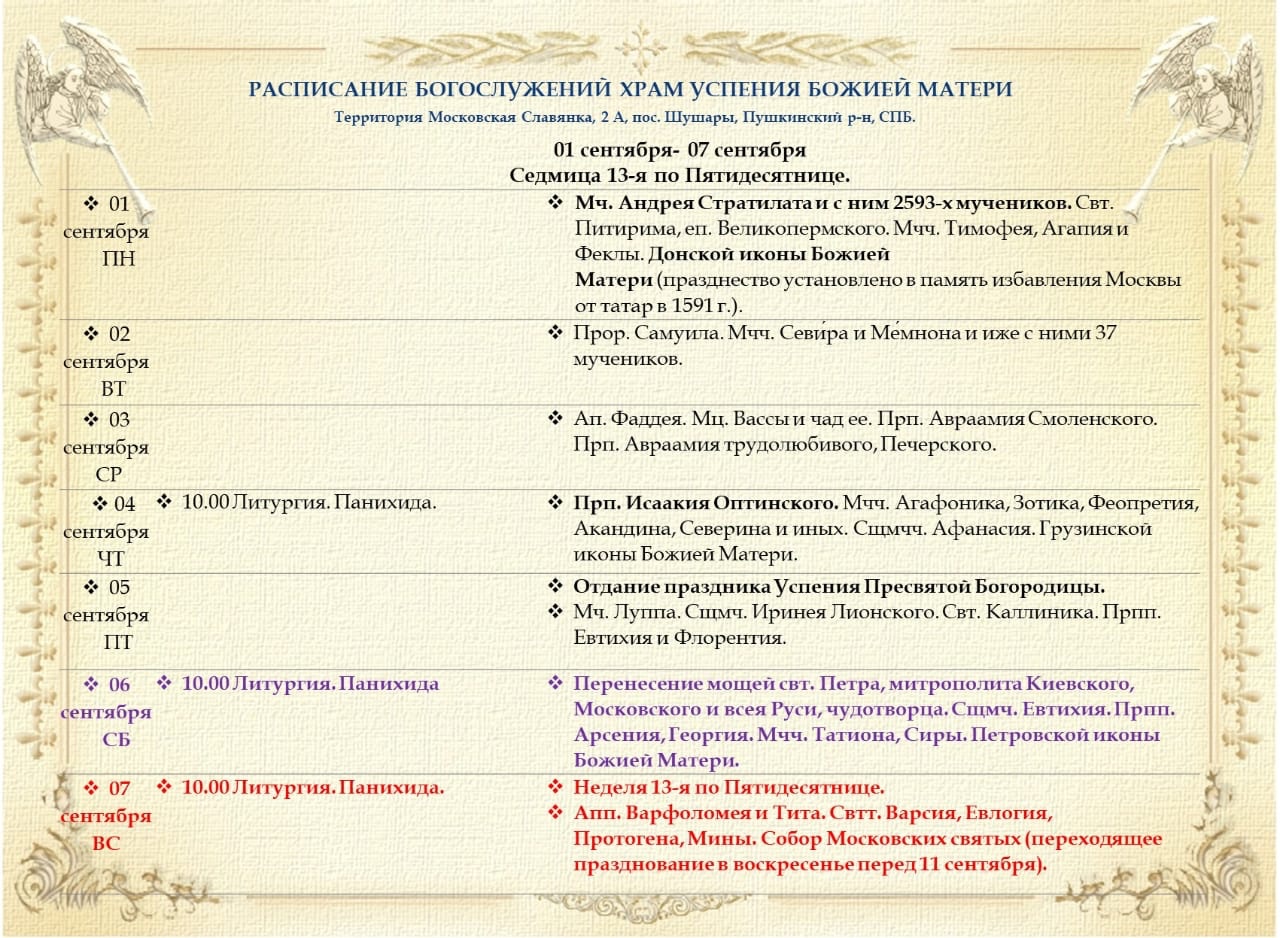 РАСПИСАНИЕ БОГОСЛУЖЕНИЙ ХРАМ УСПЕНИЯ БОЖИЕЙ МАТЕРИ
Территория Московская Славянка, 2 А, пос. Шушары, Пушкинский р-н, СПБ.
01 сентября- 07 сентября
Седмица 13-я по Пятидесятнице.
❖ 01
сентября
ПН
❖ Мч. Андрея Стратилата и с ним 2593-х мучеников. Свт.
Питирима, еп. Великопермского. Мчч. Тимофея, Агапия и
Феклы. Донской иконы Божией
Матери (празднество установлено в память избавления Москвы
от татар в 1591 г.).
❖ 02
сентября
ВТ
❖ Прор. Самуила. Мчч. Севи́ра и Ме́мнона и иже с ними 37
мучеников.
❖ 03
сентября
СР
❖ Ап. Фаддея. Мц. Вассы и чад ее. Прп. Авраамия Смоленского.
Прп. Авраамия трудолюбивого, Печерского.
❖ 04
сентября
ЧТ
❖ 10.00 Литургия. Панихида.
❖ Прп. Исаакия Оптинского. Мчч. Агафоника, Зотика, Феопретия,
Акандина, Северина и иных. Сщмчч. Афанасия. Грузинской
иконы Божией Матери.
❖ 05
сентября
ПТ
❖ Отдание праздника Успения Пресвятой Богородицы.
❖ Мч. Луппа. Сщмч. Иринея Лионского. Свт. Каллиника. Прпп.
Евтихия и Флорентия.
❖ 06
сентября
СБ
❖ 10.00 Литургия. Панихида
❖ Перенесение мощей свт. Петра, митрополита Киевского,
Московского и всея Руси, чудотворца. Сщмч. Евтихия. Прпп.
Арсения, Георгия. Мчч. Татиона, Сиры. Петровской иконы
Божией Матери.
❖ 07
сентября
ВС
❖ 10.00 Литургия. Панихида.
❖ Неделя 13-я по Пятидесятнице.
❖ Апп. Варфоломея и Тита. Свтт. Варсия, Евлогия,
Протогена, Мины. Собор Московских святых (переходящее
празднование в воскресенье перед 11 сентября).